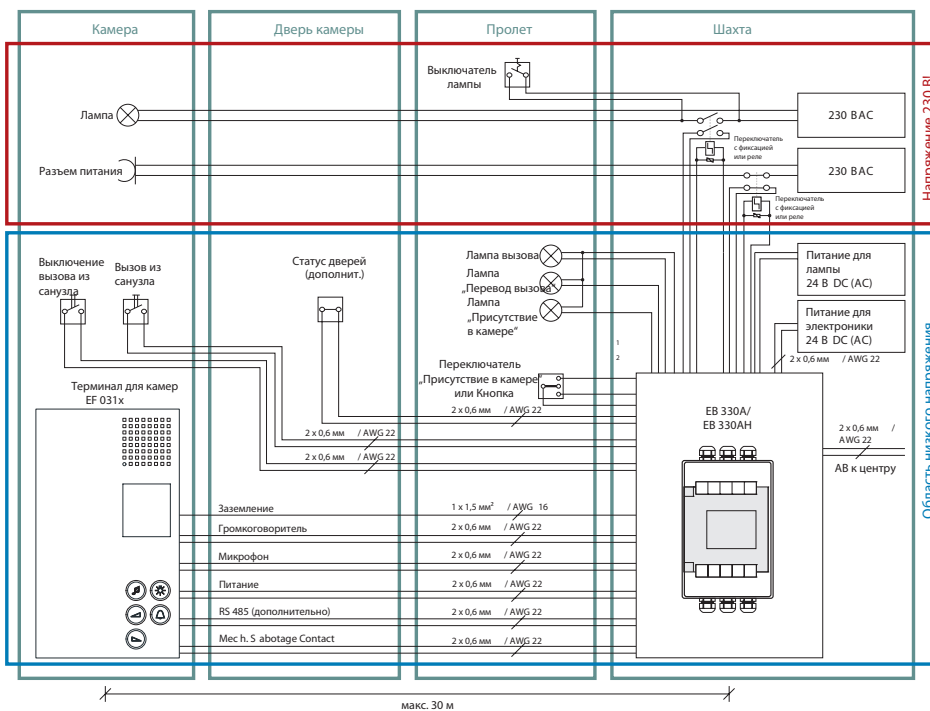 Камера
Дверь камеры
Пролет
Шахта
Выключатель
лампы
Лампа
230 В AC
Переключатель
с фиксацией
или реле
Разъем питания
230 В AC
Переключатель
с фиксацией
или реле
Напряжение 230 В!
Выключение
вызова из
санузла
Вызов из
санузла
Статус дверей
(дополнит.)
Лампа вызова
Лампа
„Перевод вызова“
Лампа
„Присутствие
в камере“
Питание для
лампы
24 В DC (AC)
Питание для
электроники
24 В DC (AC)
1
2
2 x 0,6 мм / AWG 22
Переключатель
„Присутствие в камере“
или Кнопка
Терминал для камер
EF 031x
2 x 0,6 мм / AWG 22
2 x 0,6 мм / AWG 22
2 x 0,6 мм / AWG 22
EB 330A/
EB 330AH
2 x 0,6 мм /
AWG 22
АВ к центру
Область низкого напряжения
Заземление
1 x 1,5 мм² / AWG 16
Громкоговоритель
2 x 0,6 мм / AWG 22
Микрофон
2 x 0,6 мм / AWG 22
Питание
2 x 0,6 мм / AWG 22
RS 485 (дополнительно)
2 x 0,6 мм / AWG 22
Mec h. S abotage Contact
2 x 0,6 мм / AWG 22
макс. 30 м